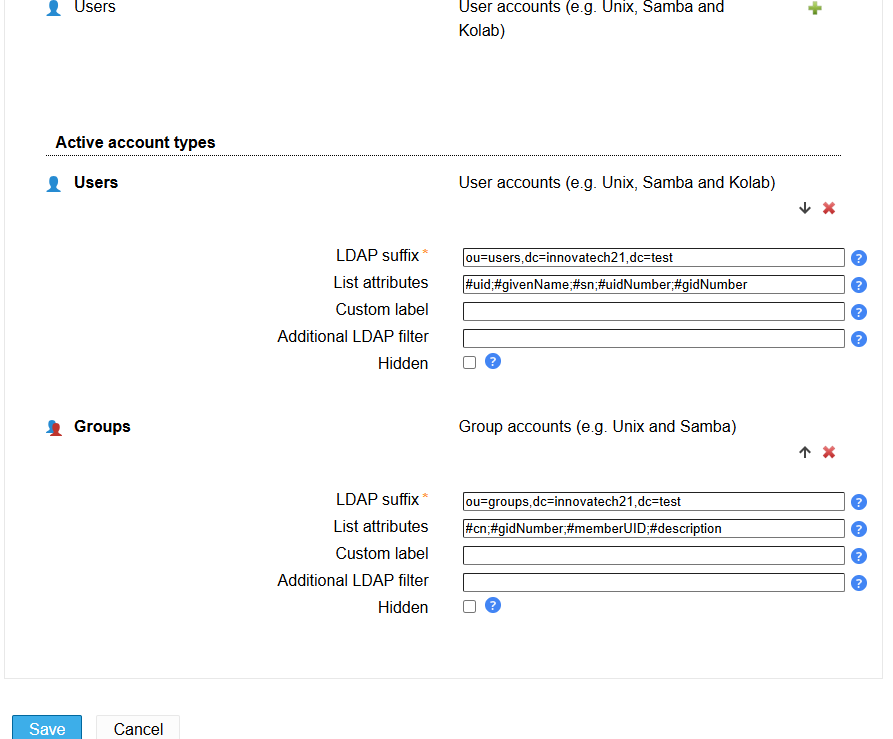 Users
User accounts (e.g. Unix, Samba and
Kolab)
Active account types
Users
User accounts (e.g. Unix, Samba and Kolab)
LDAP suffix *
ou=users,dc=innovatech21,dc=test
?
List attributes
#uid;#givenName;#sn;#uidNumber;#gidNumber
?
Custom label
?
Additional LDAP filter
?
Hidden
?
Groups
Group accounts (e.g. Unix and Samba)
LDAP suffix *
ou=groups,dc=innovatech21,dc=test
?
List attributes
#cn;#gidNumber;#memberUID;#description
?
Custom label
?
Additional LDAP filter
?
Hidden
?
Save
Cancel